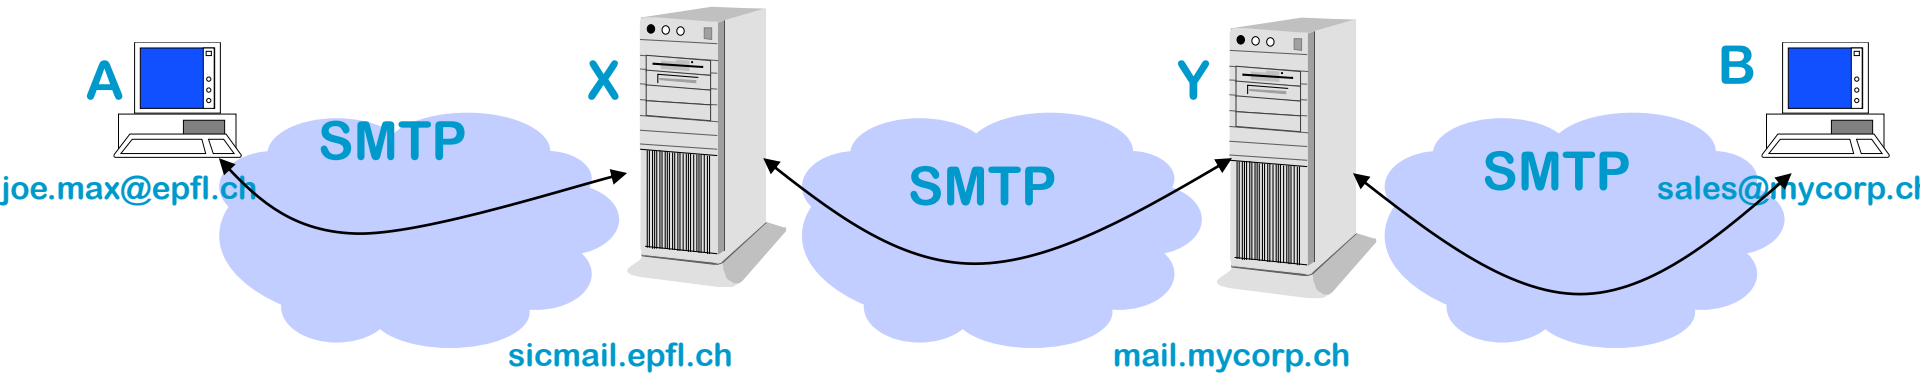 A
X
Y
B
SMTP
SMTP
SMTP
joe.max@epfl.ch
sales@mycorp.ch
sicmail.epfl.ch
mail.mycorp.ch